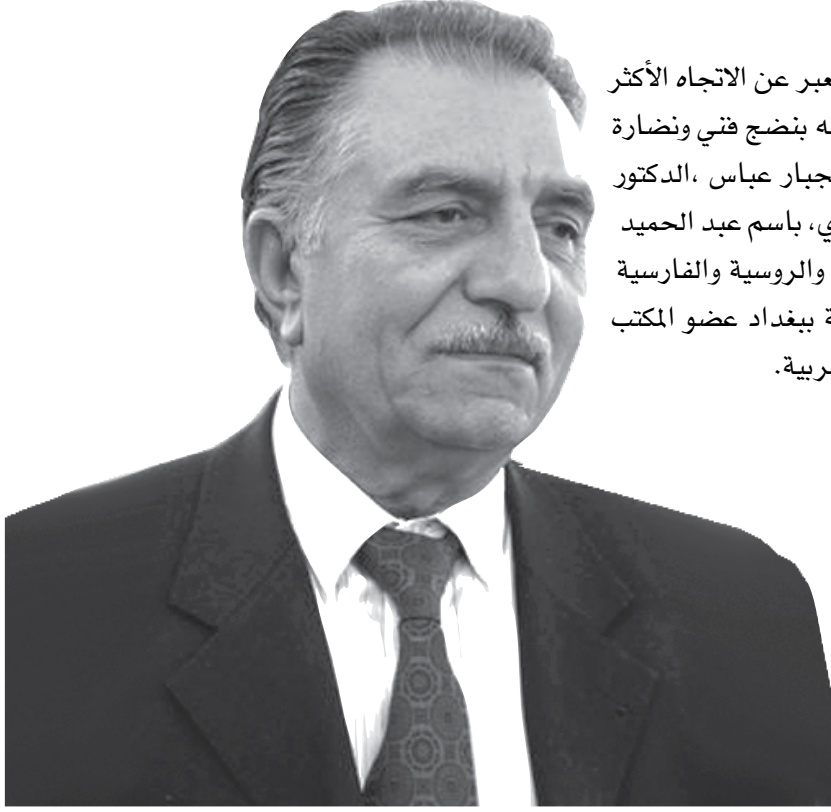 عبر عن الاتجاه الأكثر
ه بنضج فني ونضارة
جبار عباس ،الدكتور
ي، باسم عبد الحميد
والروسية والفارسية
ة ببغداد عضو المكتب
ربية.